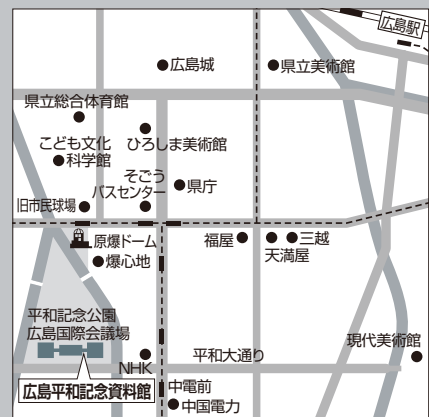 広島駅
広島城
県立美術館
県立総合体育館
こども文化
科学館
ひろしま美術館
そごう
バスセンター
県庁
旧市民球場
原爆ドーム
爆心地
福屋
三越
天満屋
平和記念公園
広島国際会議場
現代美術館
NHK
平和大通り
広島平和記念資料館
中電前
中国電力